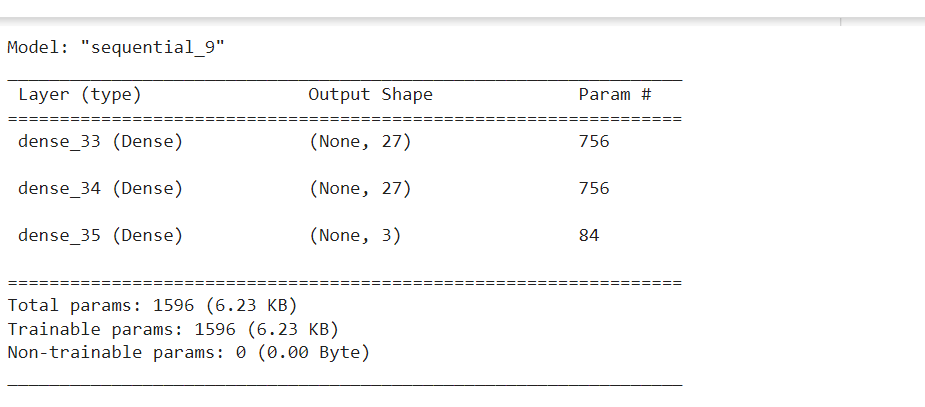 Model: "sequential_9"
_________________________________________________________________
Layer (type) Output Shape Param #
=================================================================
dense_33 (Dense) (None, 27) 756
dense_34 (Dense) (None, 27) 756
dense_35 (Dense) (None, 3) 84
=================================================================
Total params: 1596 (6.23 KB)
Trainable params: 1596 (6.23 KB)
Non-trainable params: 0 (0.00 Byte)
_________________________________________________________________